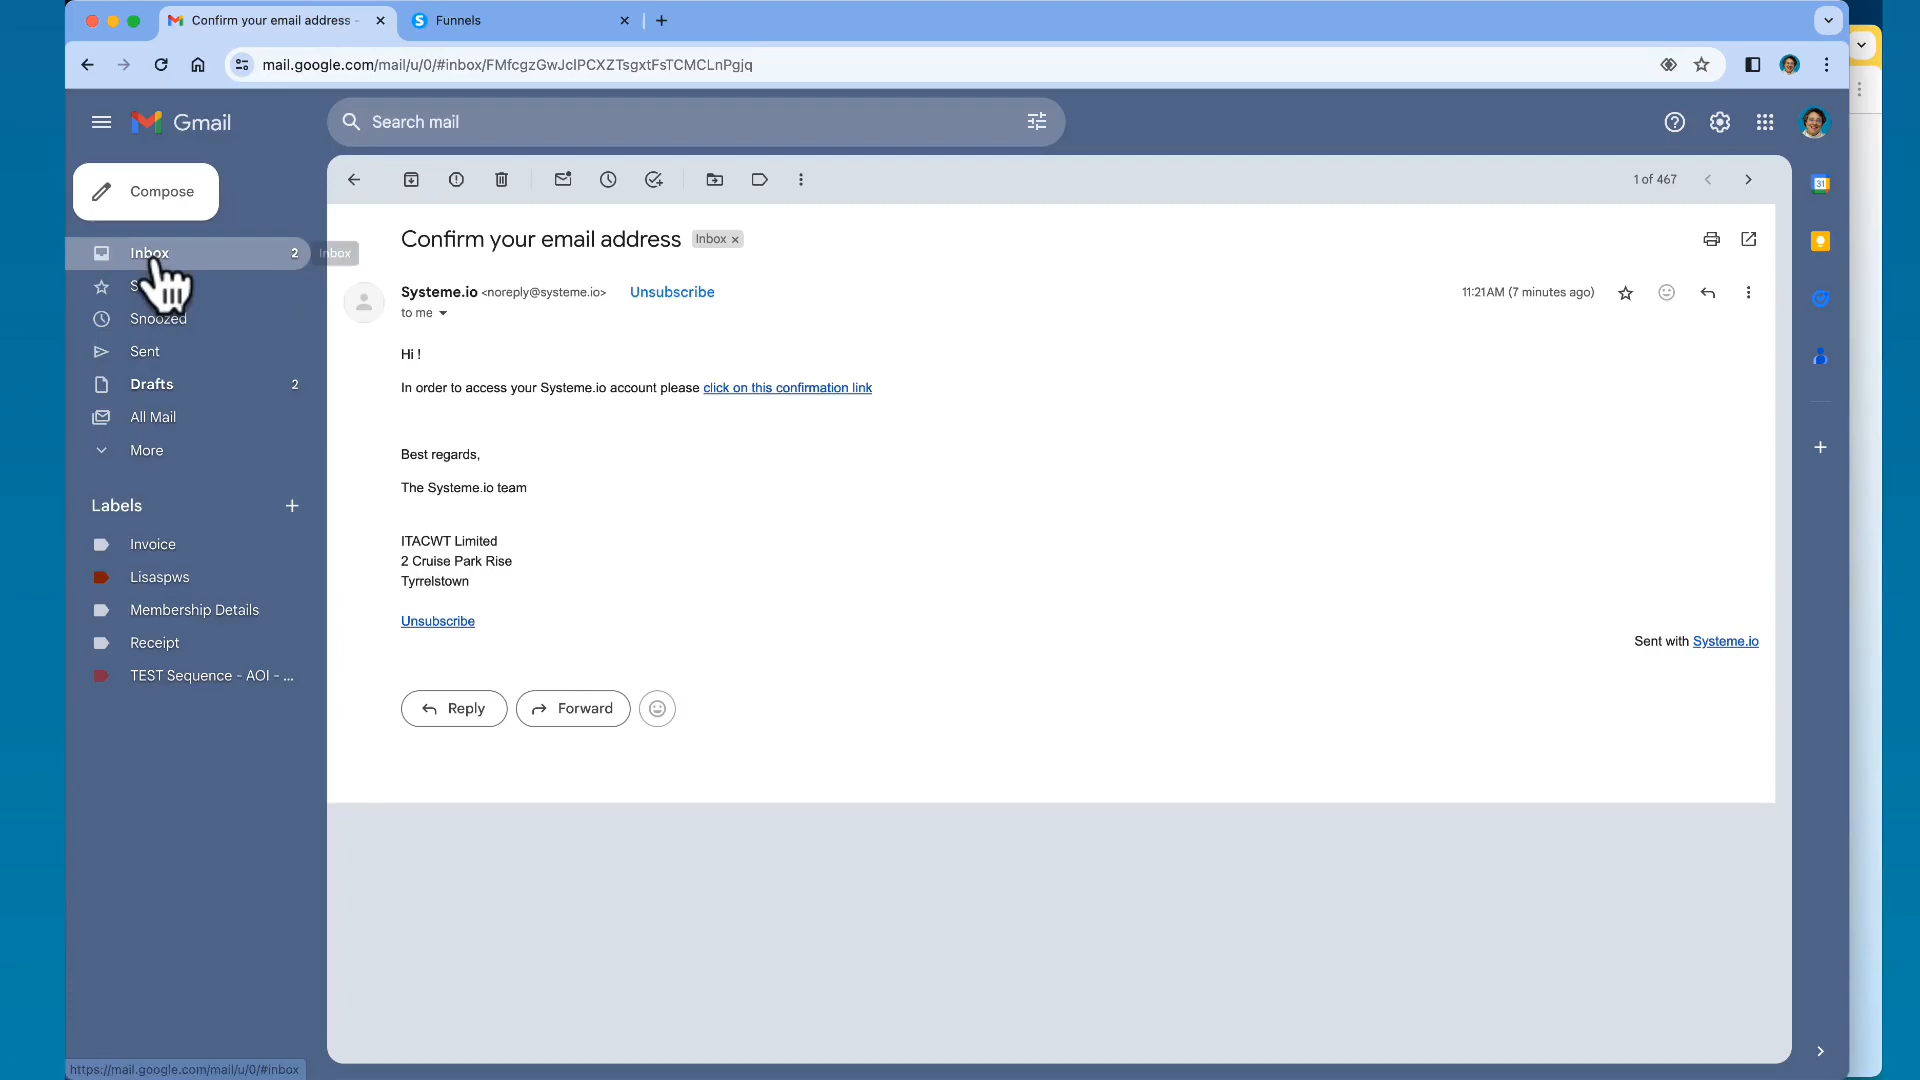 Confirm your email address -
Funnels
mail.google.com/mail/u/0/#inbox/FMfcgzGwJclPCXZTsgxtFsTCMCLnPgjq
Gmail
Search mail
Compose
1 of 467
Inbox 2
Inbox
Snoozed
Sent
Drafts 2
All Mail
More
Labels
Invoice
Lisaspws
Membership Details
Receipt
TEST Sequence - AOI - ...
Confirm your email address Inbox x
Systeme.io <noreply@systeme.io> Unsubscribe
11:21 AM (7 minutes ago)
to me
Hi !
In order to access your Systeme.io account please click on this confirmation link
Best regards,
The Systeme.io team
ITACWT Limited
2 Cruise Park Rise
Tyrrelstown
Unsubscribe
Sent with Systeme.io
Reply
Forward
31
https://mail.google.com/mail/u/0/#inbox